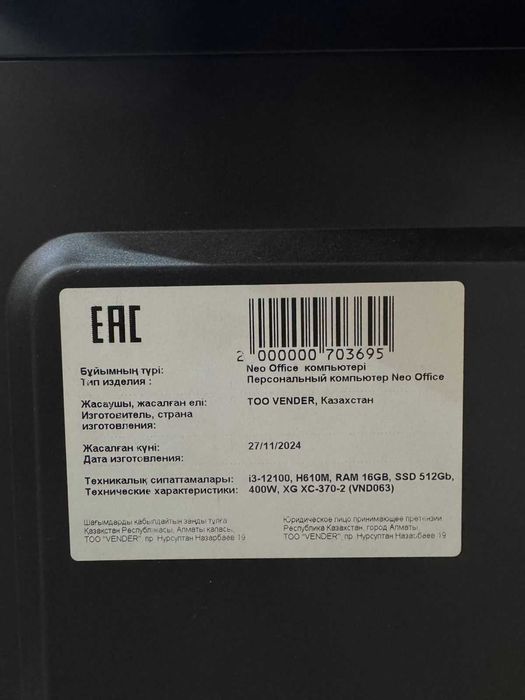 EAC
2 000000 703695
Бұйымның түрі: Neo Office компьютері
Тип изделия : Персональный компьютер Neo Office
Жасаушы, жасалған елі: ТОО VENDER, Казахстан
Изготовитель, страна
изготовления:
Жасалған күні: 27/11/2024
Дата изготовления:
Техникалық сипаттамалары: i3-12100, H610M, RAM 16GB, SSD 512Gb,
Технические характеристики: 400W, XG XC-370-2 (VND063)
Шағымдарды қабылдайтын заңды тұлға
Қазақстан Республикасы, Алматы қаласы,
ТОО "VENDER", пр. Нурсултан Назарбаев 19
Юридическое лицо принимающее претензии
Республика Казахстан, город Алматы,
ТОО "VENDER", пр. Нурсултан Назарбаев 19